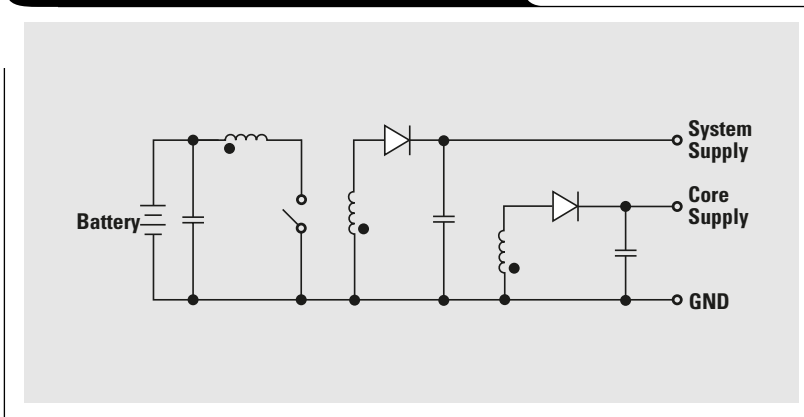 System
Supply
Core
Supply
Battery
GND